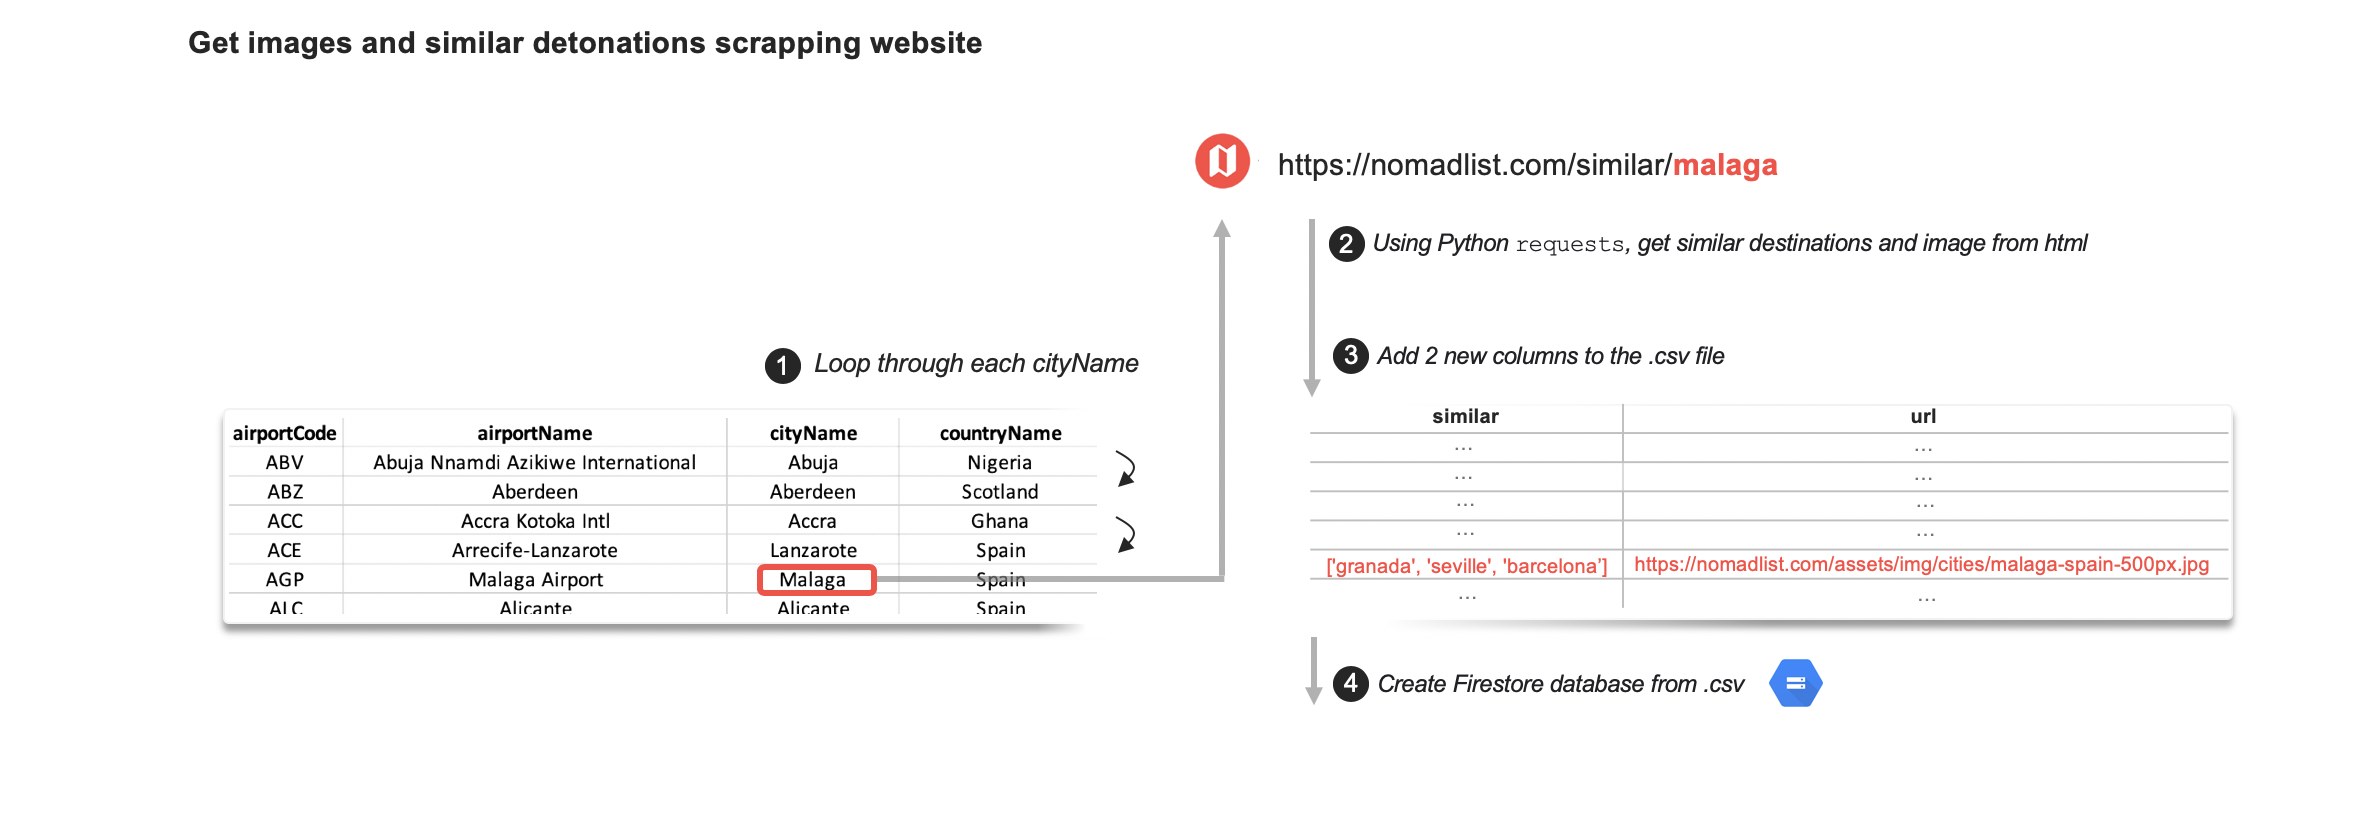 Get images and similar detonations scrapping website
https://nomadlist.com/similar/malaga
2 Using Python requests, get similar destinations and image from html
1 Loop through each cityName
3 Add 2 new columns to the .csv file
airportCode airportName cityName countryName
ABV Abuja Nnamdi Azikiwe International Abuja Nigeria
ABZ Aberdeen Aberdeen Scotland
ACC Accra Kotoka Intl Accra Ghana
ACE Arrecife-Lanzarote Lanzarote Spain
AGP Malaga Airport Malaga Spain
ALC Alicante Alicante Spain
similar url
... ...
... ...
... ...
... ...
['granada', 'seville', 'barcelona'] https://nomadlist.com/assets/img/cities/malaga-spain-500px.jpg
... ...
4 Create Firestore database from .csv